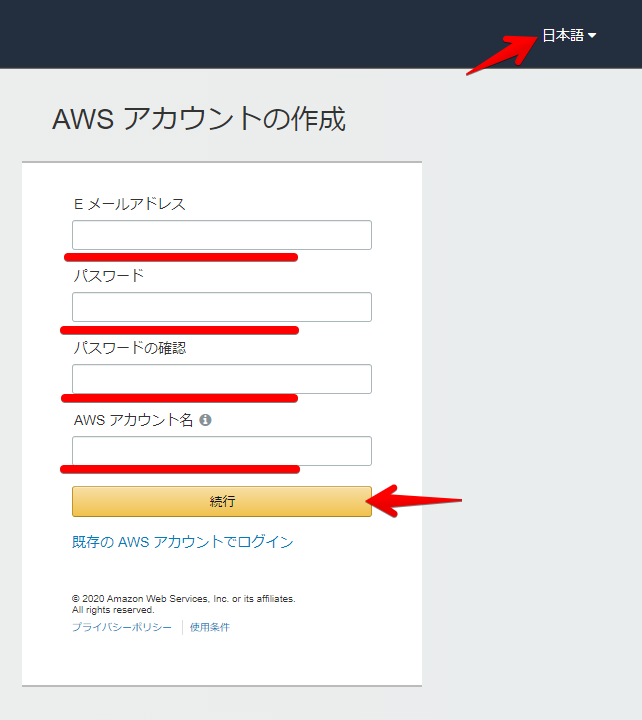 日本語
AWS アカウントの作成
E メールアドレス
パスワード
パスワードの確認
AWS アカウント名
続行
既存の AWS アカウントでログイン
© 2020 Amazon Web Services, Inc. or its affiliates.
All rights reserved.
プライバシーポリシー | 使用条件